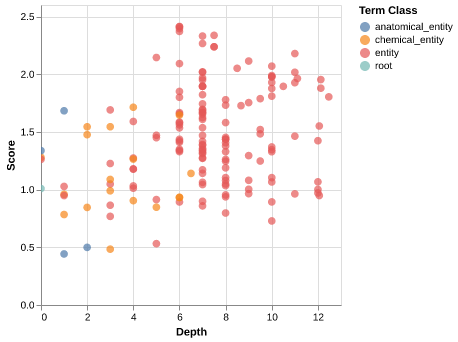 Term Class
anatomical_entity
chemical_entity
entity
root
2.5
2.0
1.5
1.0
0.5
0.0
Score
0 2 4 6 8 10 12
Depth